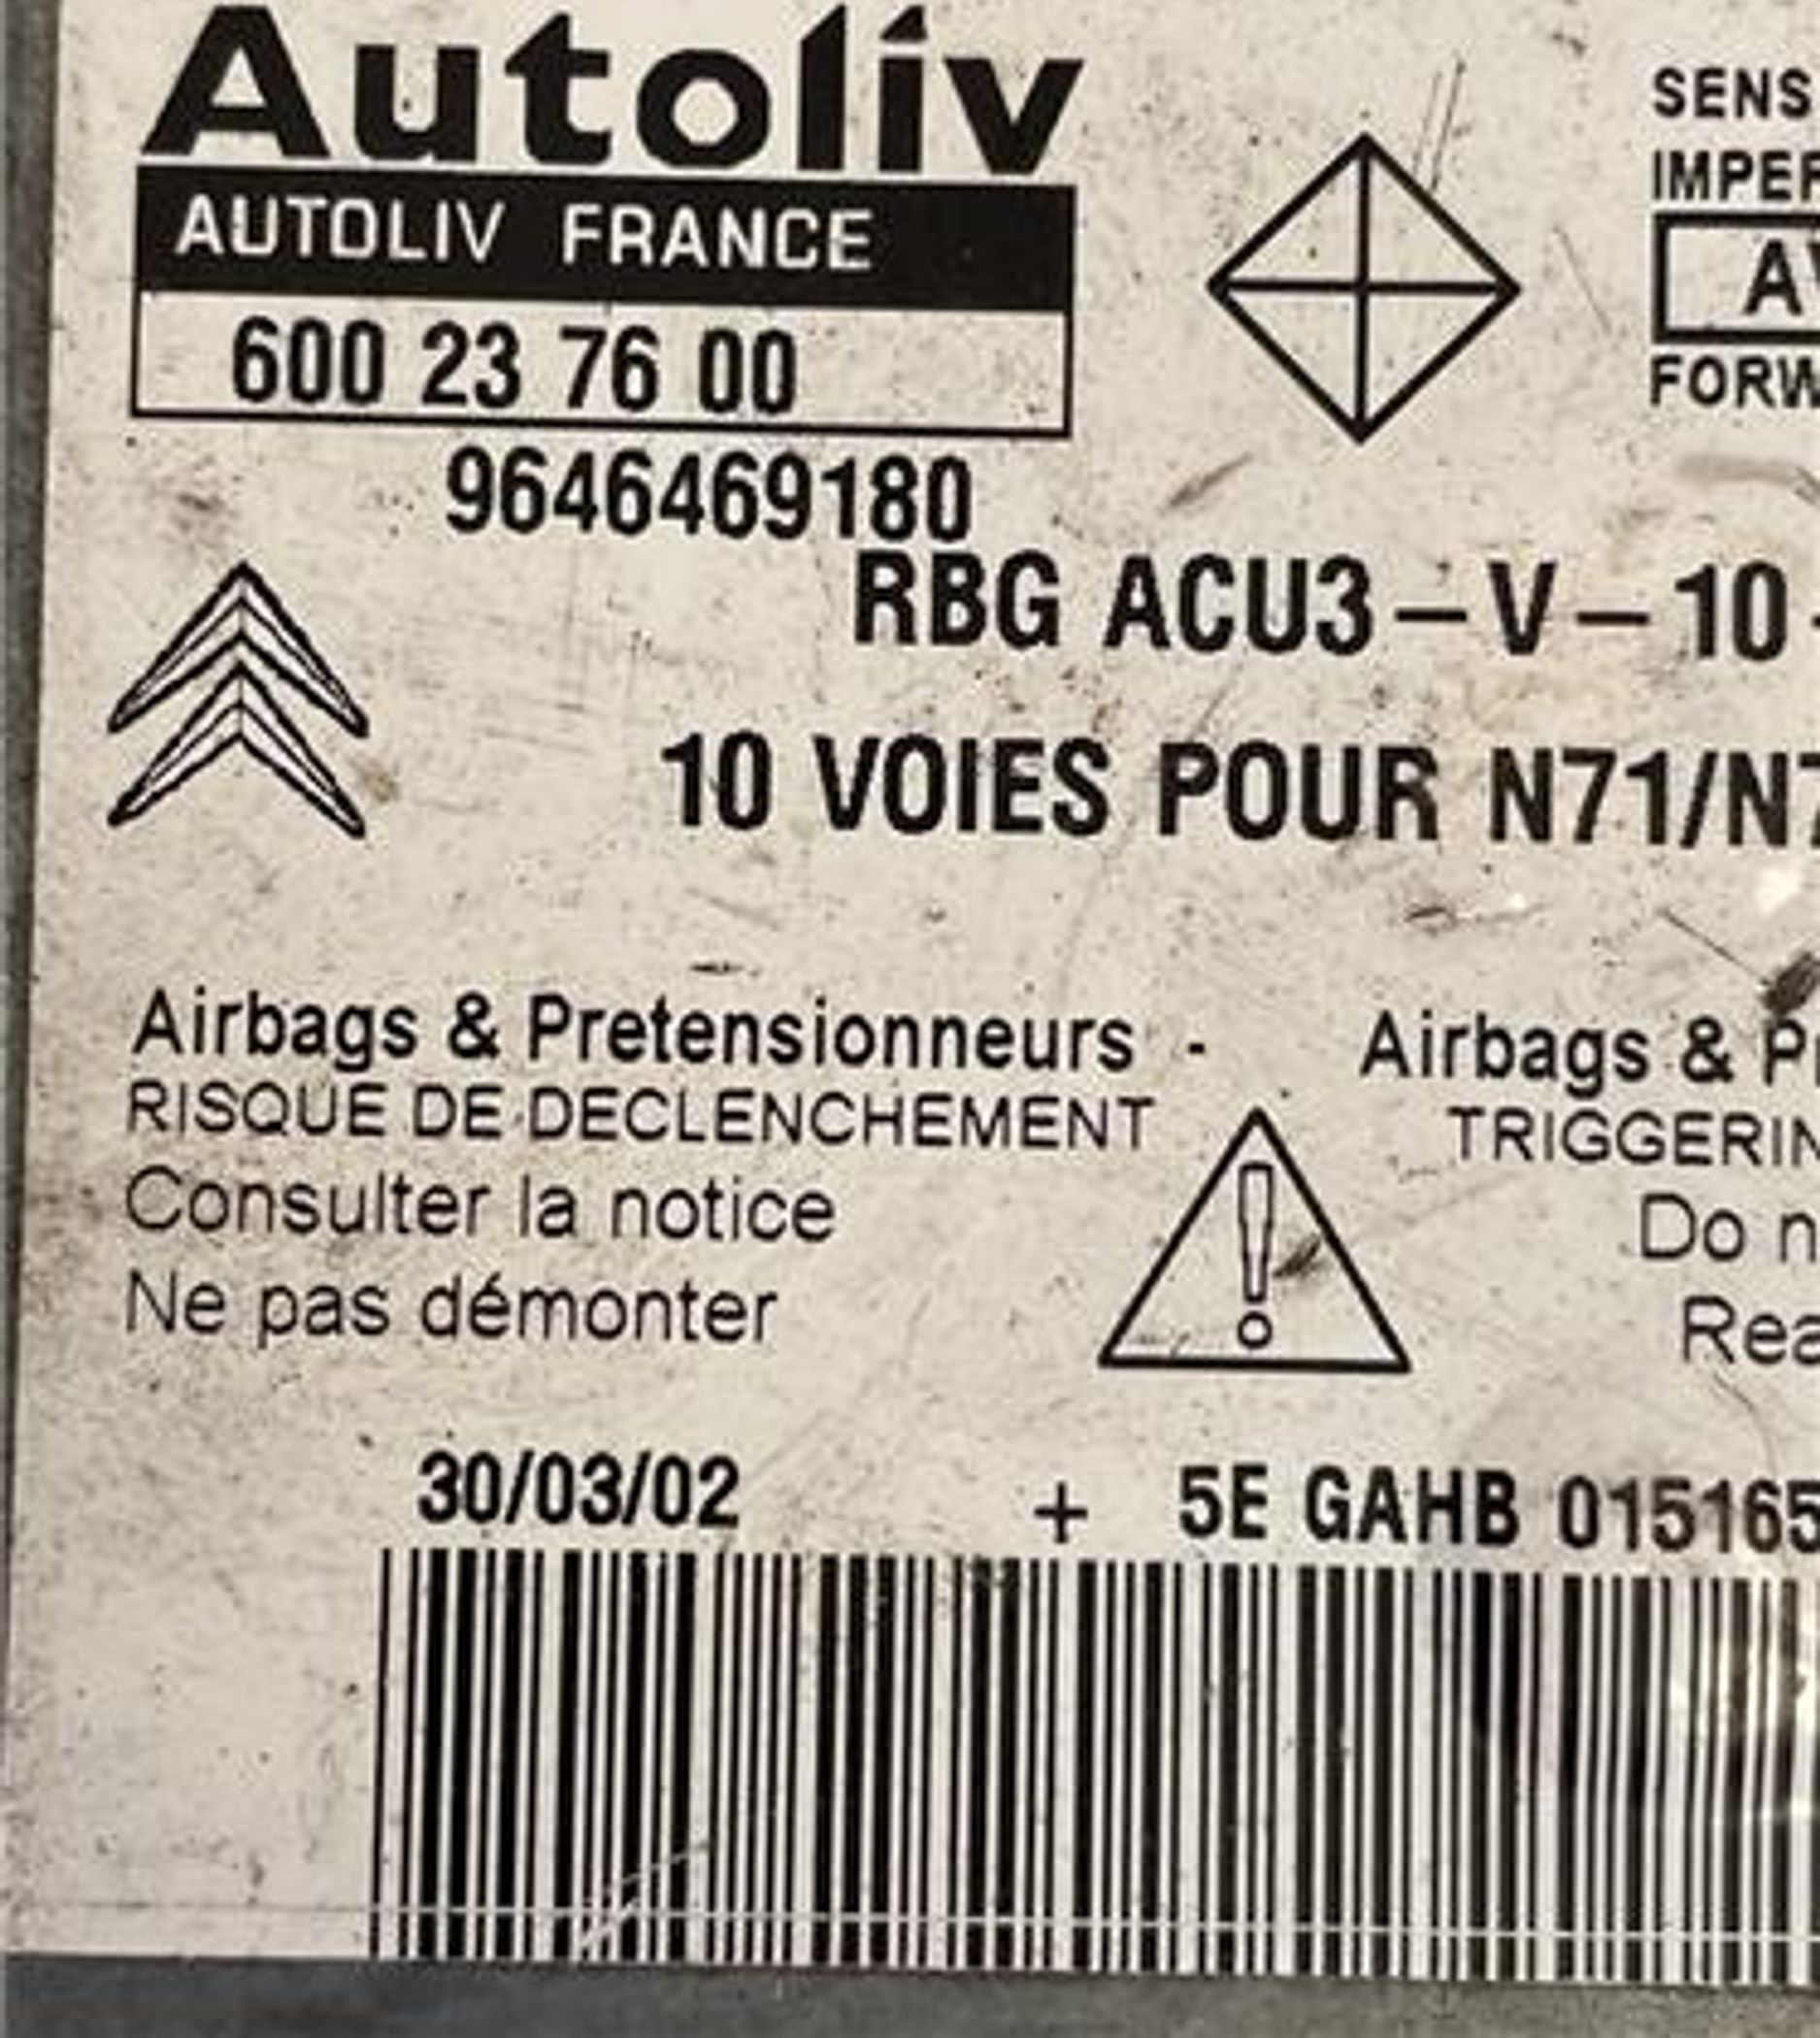 Autoliv
SENS
IMPER
AUTOLIV FRANCE
AV
600 23 76 00
FORW
9646469180
RBG ACU3-V-10-
10 VOIES POUR N71/N7
Airbags & Pretensionneurs - Airbags & Pr
RISQUE DE DECLENCHEMENT TRIGGERIN
Consulter la notice Do n
Ne pas démonter Rea
30/03/02 + 5E GAHB 015165